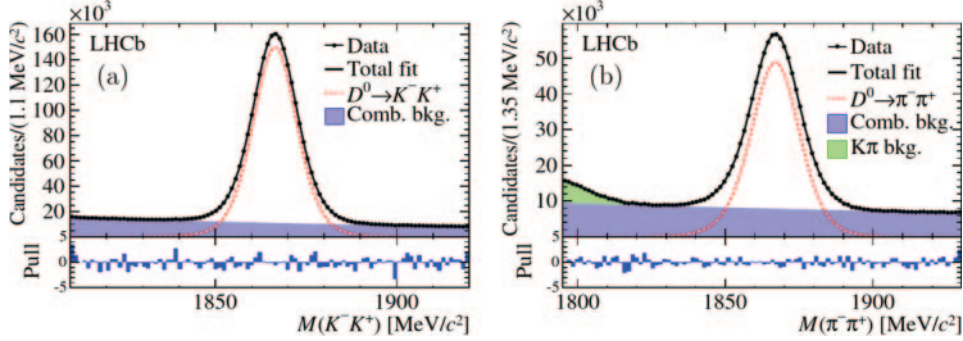 ×10³
LHCb
(a)
Data
Total fit
D⁰→K⁻K⁺
Comb. bkg.
Candidates/(1.1 MeV/c²)
160
140
120
100
80
60
40
20
Pull
5
0
-5
1850
1900
M(K⁻K⁺) [MeV/c²]
×10³
LHCb
(b)
Data
Total fit
D⁰→π⁻π⁺
Comb. bkg.
Kπ bkg.
Candidates/(1.35 MeV/c²)
50
40
30
20
10
Pull
5
0
-5
1800
1850
1900
M(π⁻π⁺) [MeV/c²]